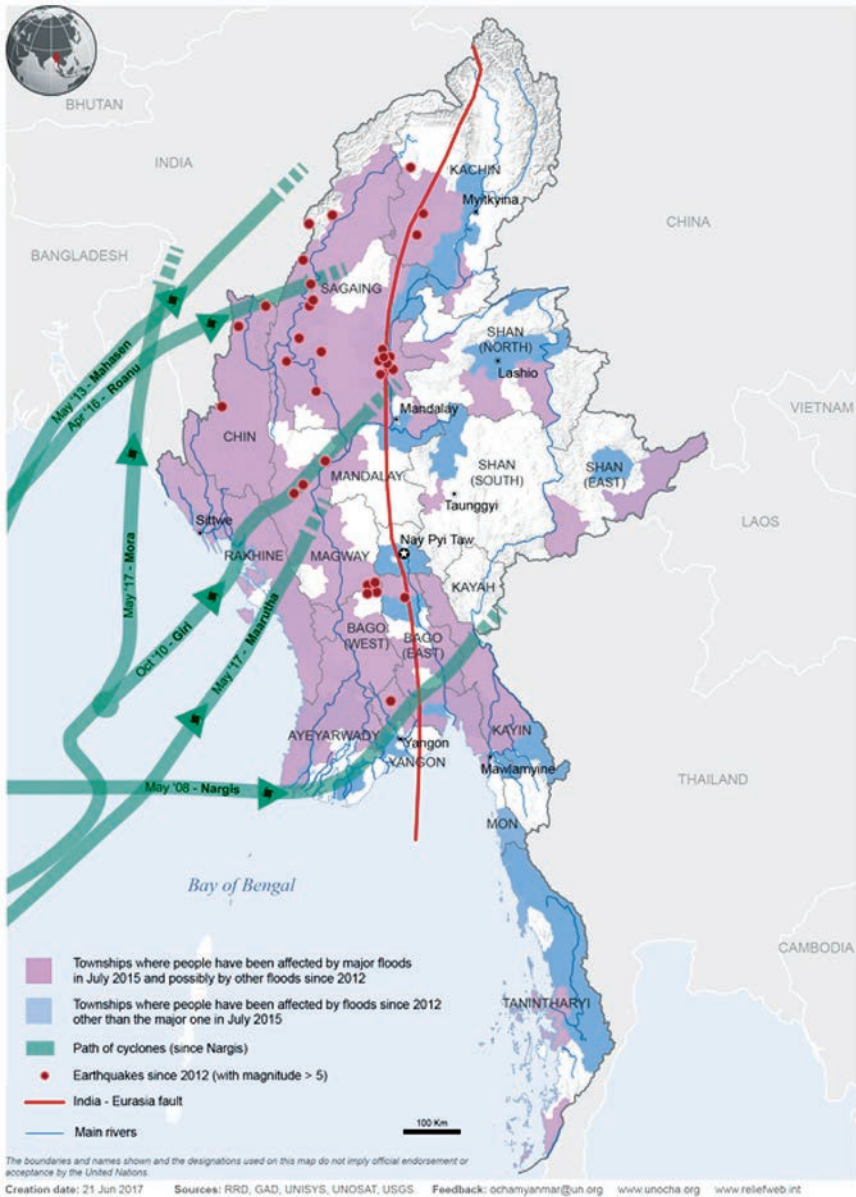 BHUTAN
INDIA
CHINA
BANGLADESH
VIETNAM
LAOS
THAILAND
CAMBODIA
KACHIN
Myitkyina
SAGAING
SHAN
(NORTH)
Lashio
May '13 - Mahasen
Apr '16 - Roanu
Mandalay
CHIN
MANDALAY
SHAN
(SOUTH)
SHAN
(EAST)
Taunggyi
Sittwe
RAKHINE
MAGWAY
Nay Pyi Taw
KAYAH
May '17 - Mora
Oct '10 - Giri
May '17 - Maarutha
BAGO
(WEST)
BAGO
(EAST)
AYEYARWADY
Yangon
YANGON
KAYIN
Mawlamyine
May '08 - Nargis
MON
Bay of Bengal
TANINTHARYI
Townships where people have been affected by major floods
in July 2015 and possibly by other floods since 2012
Townships where people have been affected by floods since 2012
other than the major one in July 2015
Path of cyclones (since Nargis)
Earthquakes since 2012 (with magnitude > 5)
India - Eurasia fault
Main rivers
100 Km
The boundaries and names shown and the designations used on this map do not imply official endorsement or
acceptance by the United Nations.
Creation date: 21 Jun 2017 Sources: RRD, GAD, UNISYS, UNOSAT, USGS Feedback: ochamyanmar@un.org www.unocha.org www.reliefweb.int